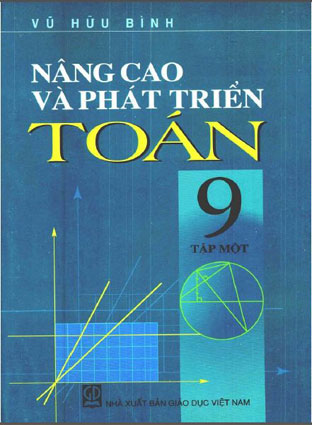 VŨ HỮU BÌNH
NÂNG CAO
VÀ PHÁT TRIỂN
TOÁN
9
TẬP MỘT
NHÀ XUẤT BẢN GIÁO DỤC VIỆT NAM